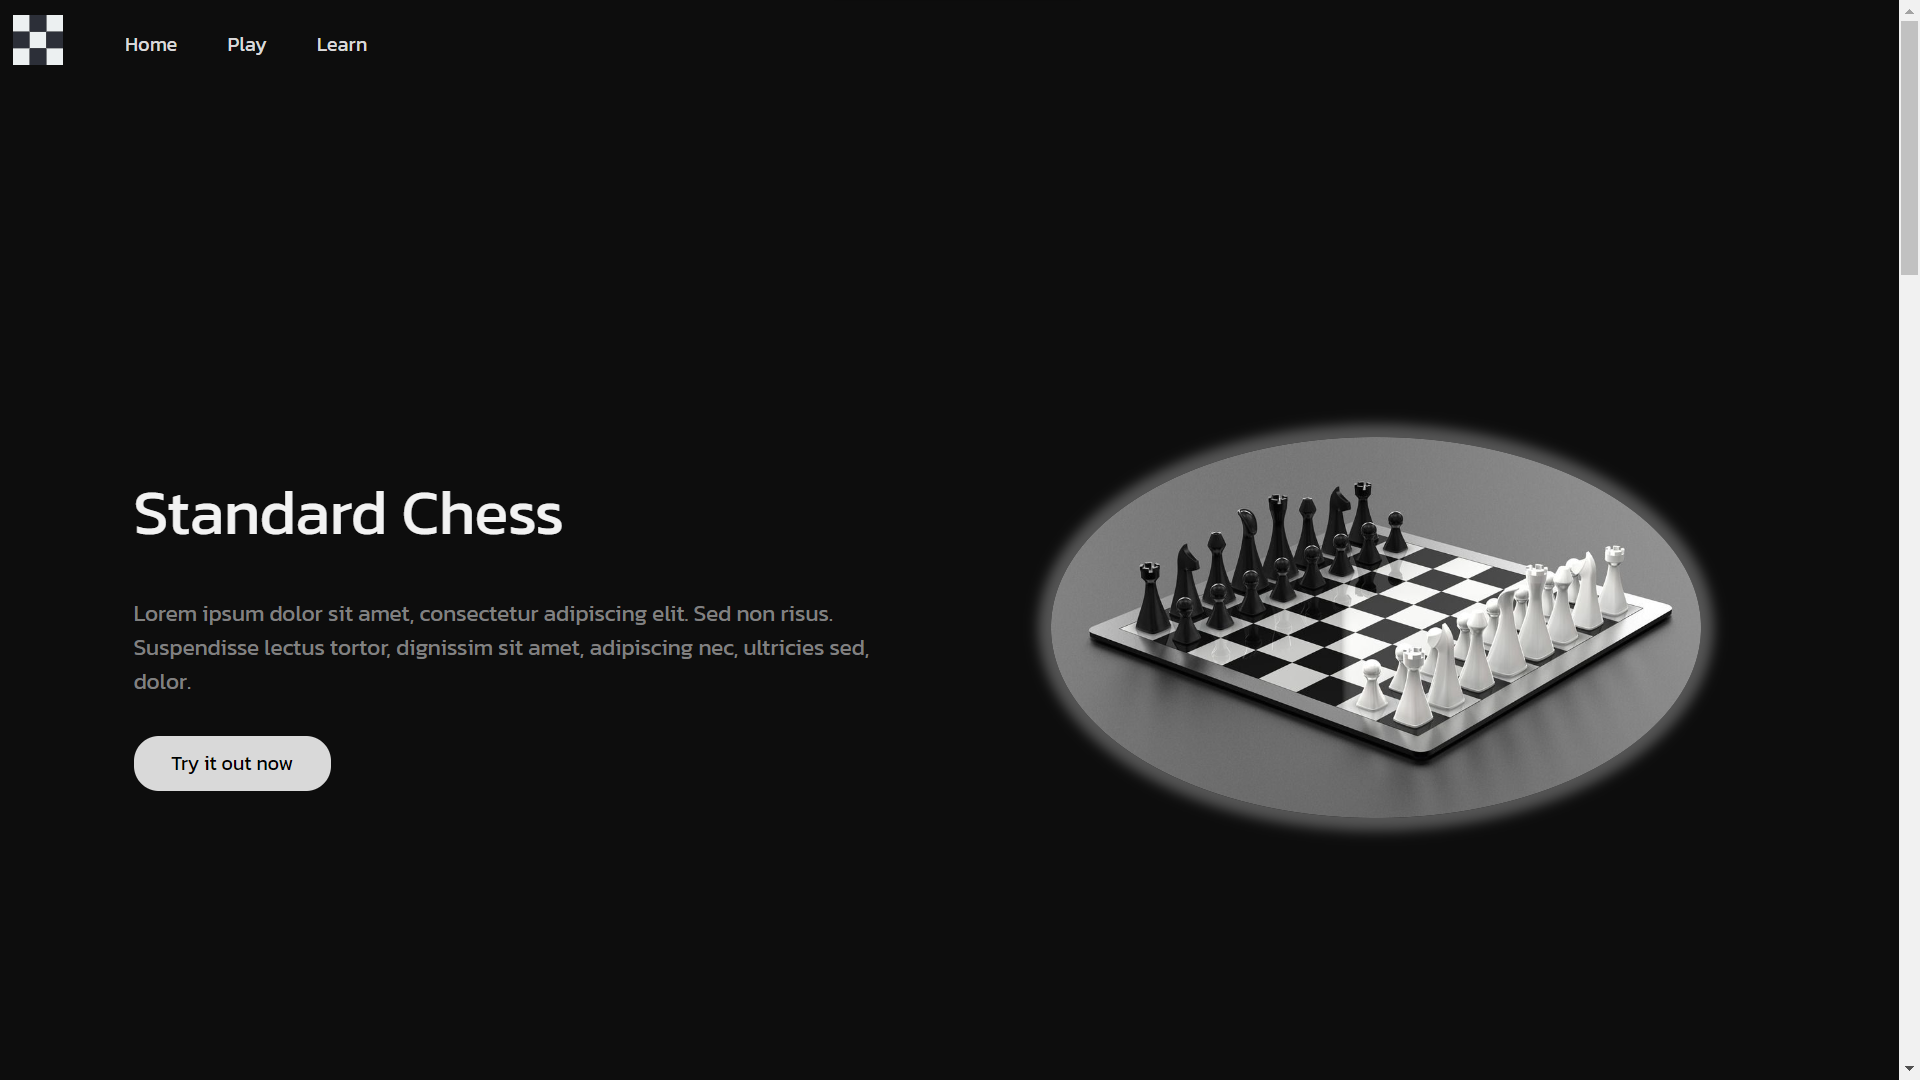 Home
Play
Learn
Standard Chess
Lorem ipsum dolor sit amet, consectetur adipiscing elit. Sed non risus.
Suspendisse lectus tortor, dignissim sit amet, adipiscing nec, ultricies sed,
dolor.
Try it out now